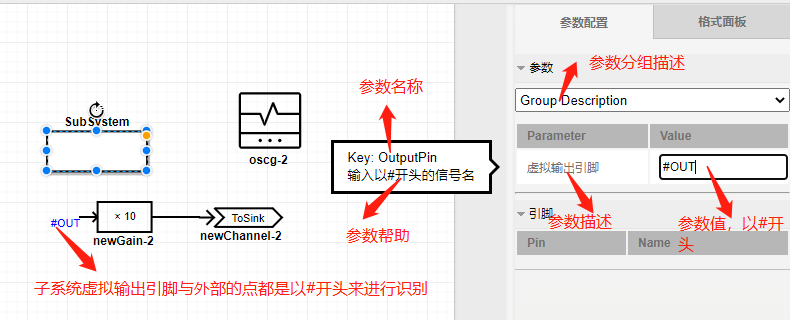 参数配置
格式面板
参数
参数分组描述
Group Description
Parameter
Value
虚拟输出引脚
#OUT
引脚
参数描述
参数值，以#开
头
Pin
Name
参数名称
Key: OutputPin
输入以#开头的信号名
参数帮助
SubSystem
oscg-2
#OUT
× 10
newGain-2
ToSink
newChannel-2
子系统虚拟输出引脚与外部的点都是以#开头来进行识别